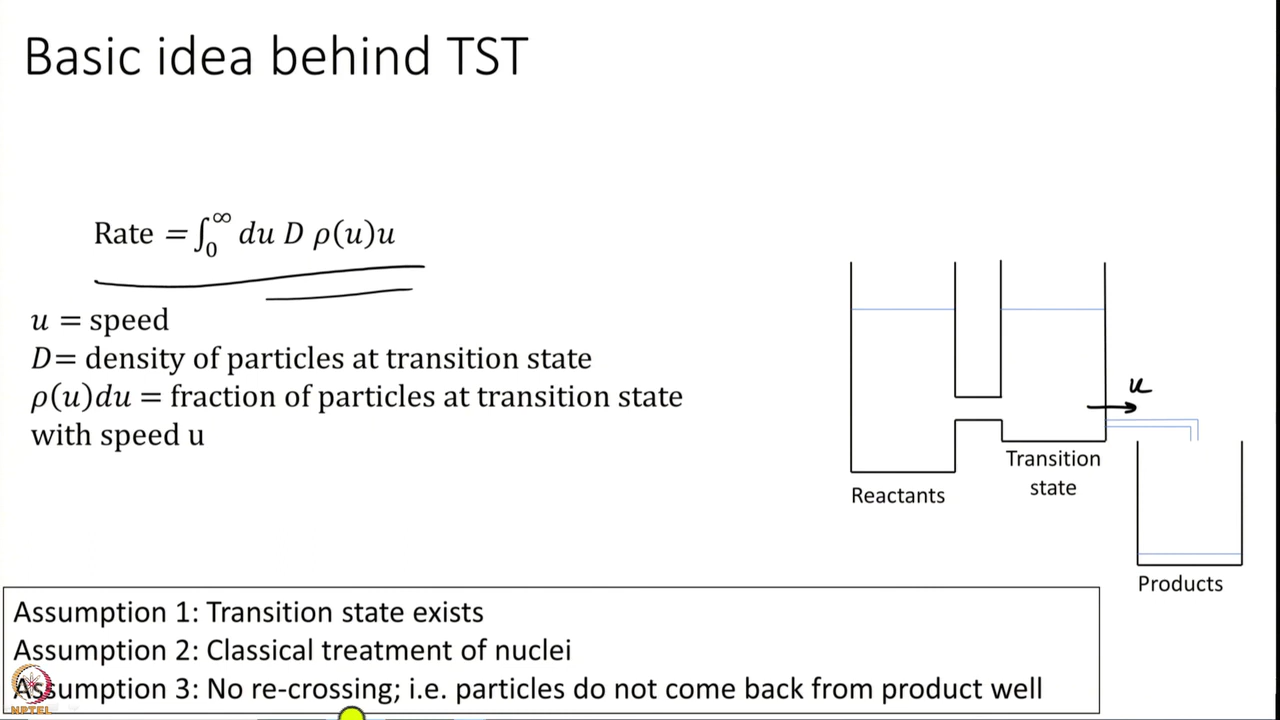 Basic idea behind TST
Rate = ∫₀^∞ du D ρ(u)u
u = speed
D= density of particles at transition state
ρ(u)du = fraction of particles at transition state
with speed u
u
Transition
state
Reactants
Products
Assumption 1: Transition state exists
Assumption 2: Classical treatment of nuclei
Assumption 3: No re-crossing; i.e. particles do not come back from product well
NPTEL